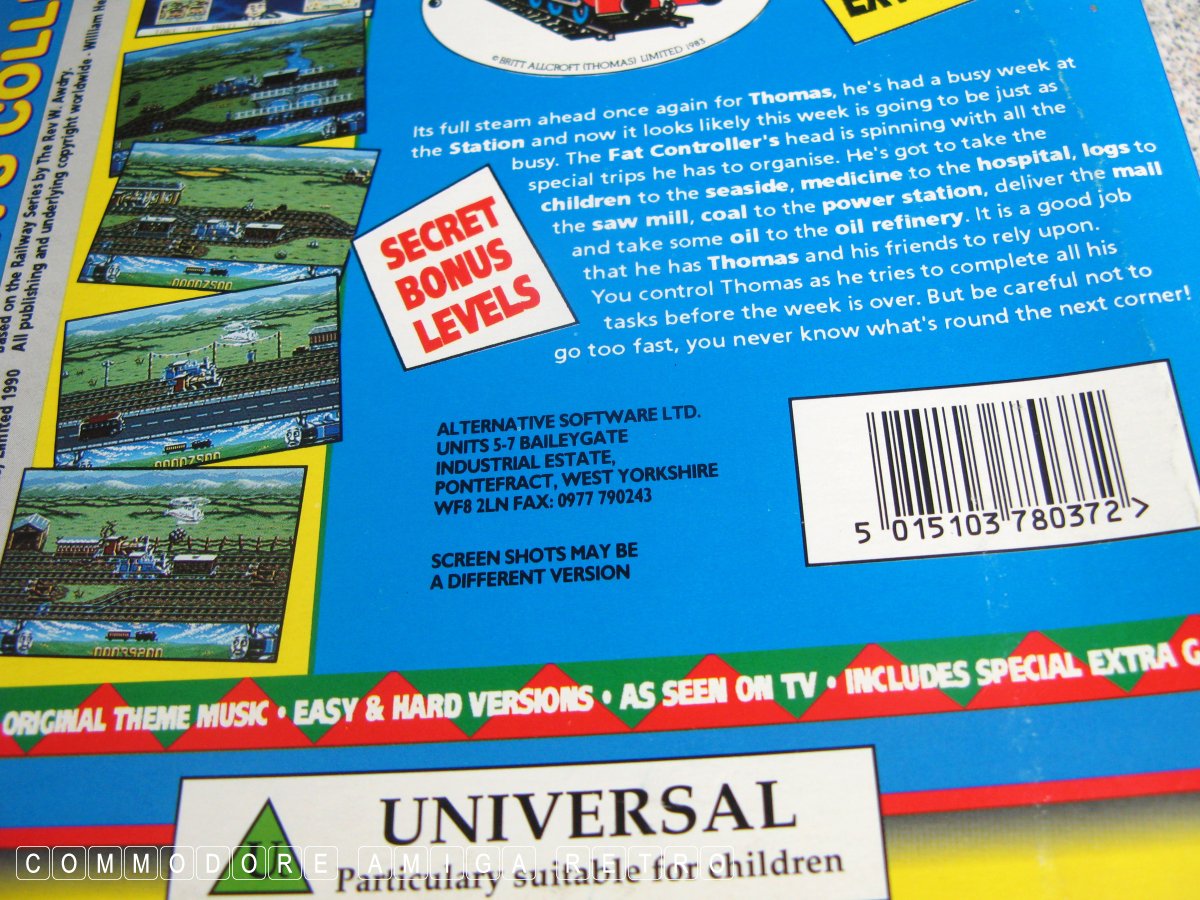 S COLL
based on the Railway Series by The Rev W. Awdry.
Limited 1990 All publishing and underlying copyright worldwide · William He
EXT
© BRITT ALLCROFT (THOMAS) LIMITED 1983
Its full steam ahead once again for Thomas, he's had a busy week at
the Station and now it looks likely this week is going to be just as
busy. The Fat Controller's head is spinning with all the
special trips he has to organise. He's got to take the
children to the seaside, medicine to the hospital, logs to
the saw mill, coal to the power station, deliver the mail
and take some oil to the oil refinery. It is a good job
that he has Thomas and his friends to rely upon.
You control Thomas as he tries to complete all his
tasks before the week is over. But be careful not to
go too fast, you never know what's round the next corner!
SECRET
BONUS
LEVELS
00007500
00007500
00039200
ALTERNATIVE SOFTWARE LTD.
UNITS 5-7 BAILEYGATE
INDUSTRIAL ESTATE,
PONTEFRACT, WEST YORKSHIRE
WF8 2LN FAX: 0977 790243
SCREEN SHOTS MAY BE
A DIFFERENT VERSION
5 015103 780372 >
ORIGINAL THEME MUSIC · EASY & HARD VERSIONS · AS SEEN ON TV · INCLUDES SPECIAL EXTRA G
UNIVERSAL
U
Particulary suitable for children
COMMODORE AMIGA RETRO